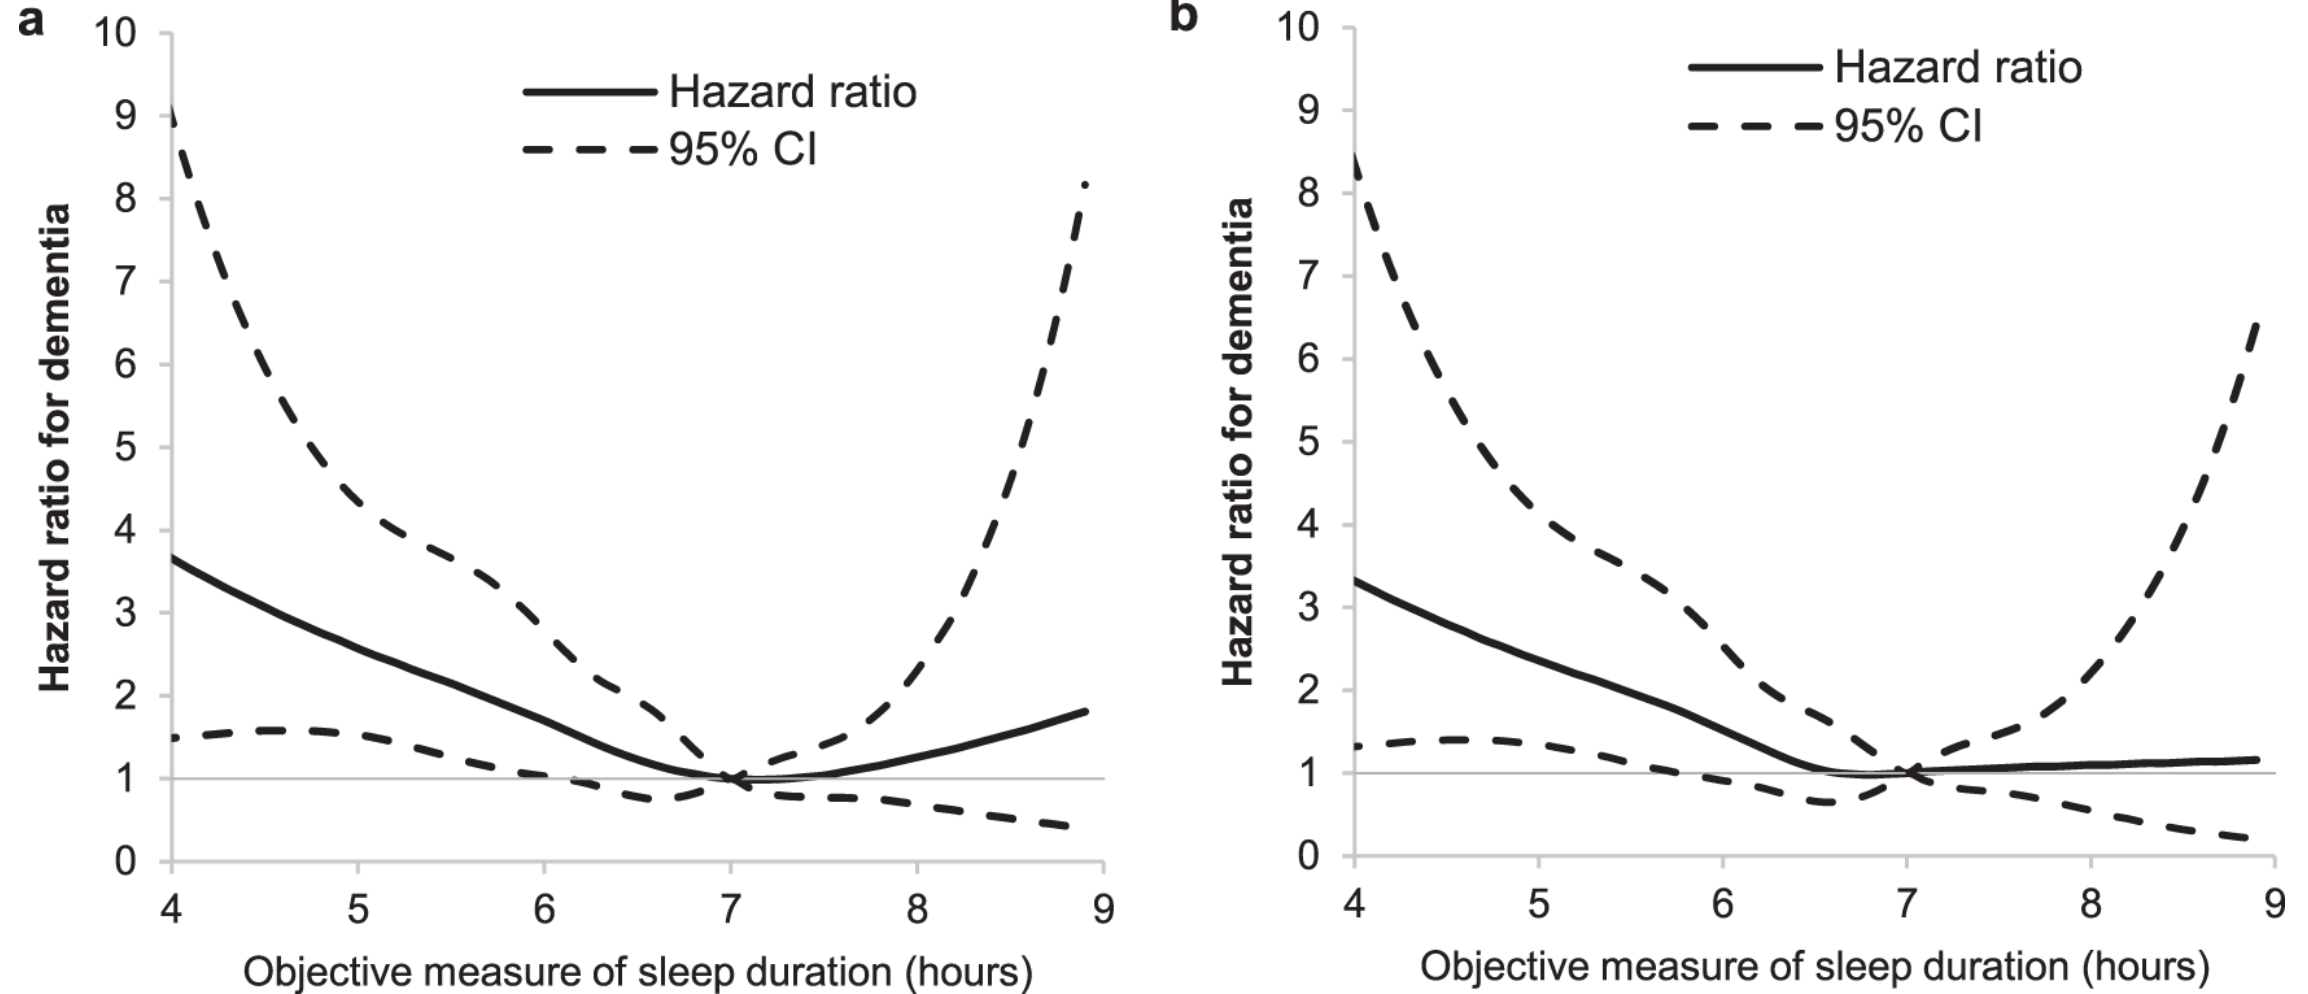 a
10
9
8
7
6
5
4
3
2
1
0
Hazard ratio for dementia
Hazard ratio
95% CI
4 5 6 7 8 9
Objective measure of sleep duration (hours)
b
10
9
8
7
6
5
4
3
2
1
0
Hazard ratio for dementia
Hazard ratio
95% CI
4 5 6 7 8 9
Objective measure of sleep duration (hours)